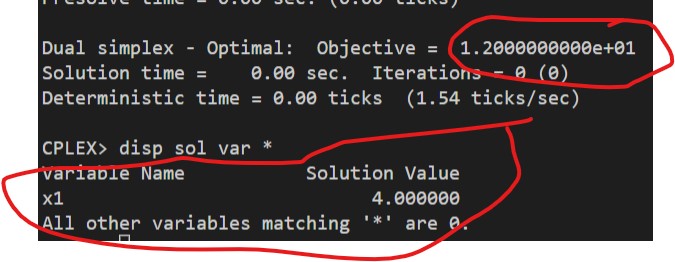 Presolve time = 0.00 sec. (0.00 ticks)
Dual simplex - Optimal:  Objective =  1.2000000000e+01
Solution time =    0.00 sec.  Iterations = 0 (0)
Deterministic time = 0.00 ticks  (1.54 ticks/sec)
CPLEX> disp sol var *
Variable Name           Solution Value
x1                            4.000000
All other variables matching '*' are 0.